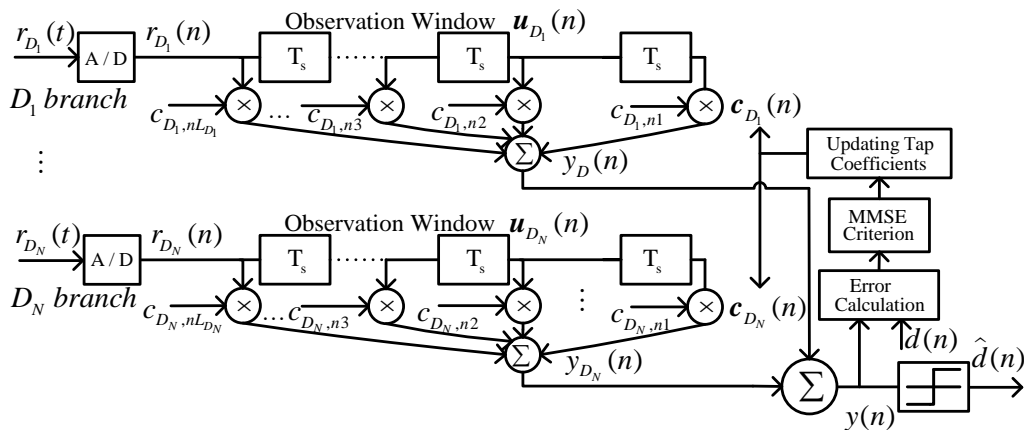 Observation Window u_{D_1}(n)
r_{D_1}(t)
A / D
r_{D_1}(n)
T_s
......
T_s
T_s
D_1 branch
× × × ×
c_{D_1,nL_{D_1}}
...
c_{D_1,n3}
c_{D_1,n2}
c_{D_1,n1}
c_{D_1}(n)
Σ
y_D(n)
Updating Tap
Coefficients
⋮
MMSE
Criterion
Observation Window u_{D_N}(n)
r_{D_N}(t)
A / D
r_{D_N}(n)
T_s
......
T_s
T_s
Error
Calculation
D_N branch
× × × ×
⋮
c_{D_N,nL_{DN}}
...
c_{D_N,n3}
c_{D_N,n2}
c_{D_N,n1}
c_{D_N}(n)
Σ
y_{D_N}(n)
d(n)
d̂(n)
Σ
y(n)